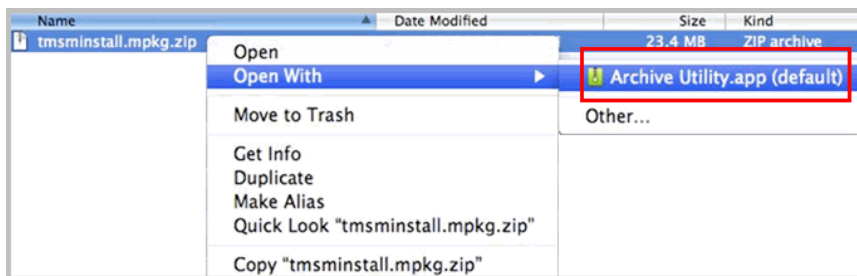 Name Date Modified Size Kind
tmsminstall.mpkg.zip 23.4 MB ZIP archive
Open
Open With Archive Utility.app (default)
Move to Trash Other...
Get Info
Duplicate
Make Alias
Quick Look “tmsminstall.mpkg.zip”
Copy “tmsminstall.mpkg.zip”